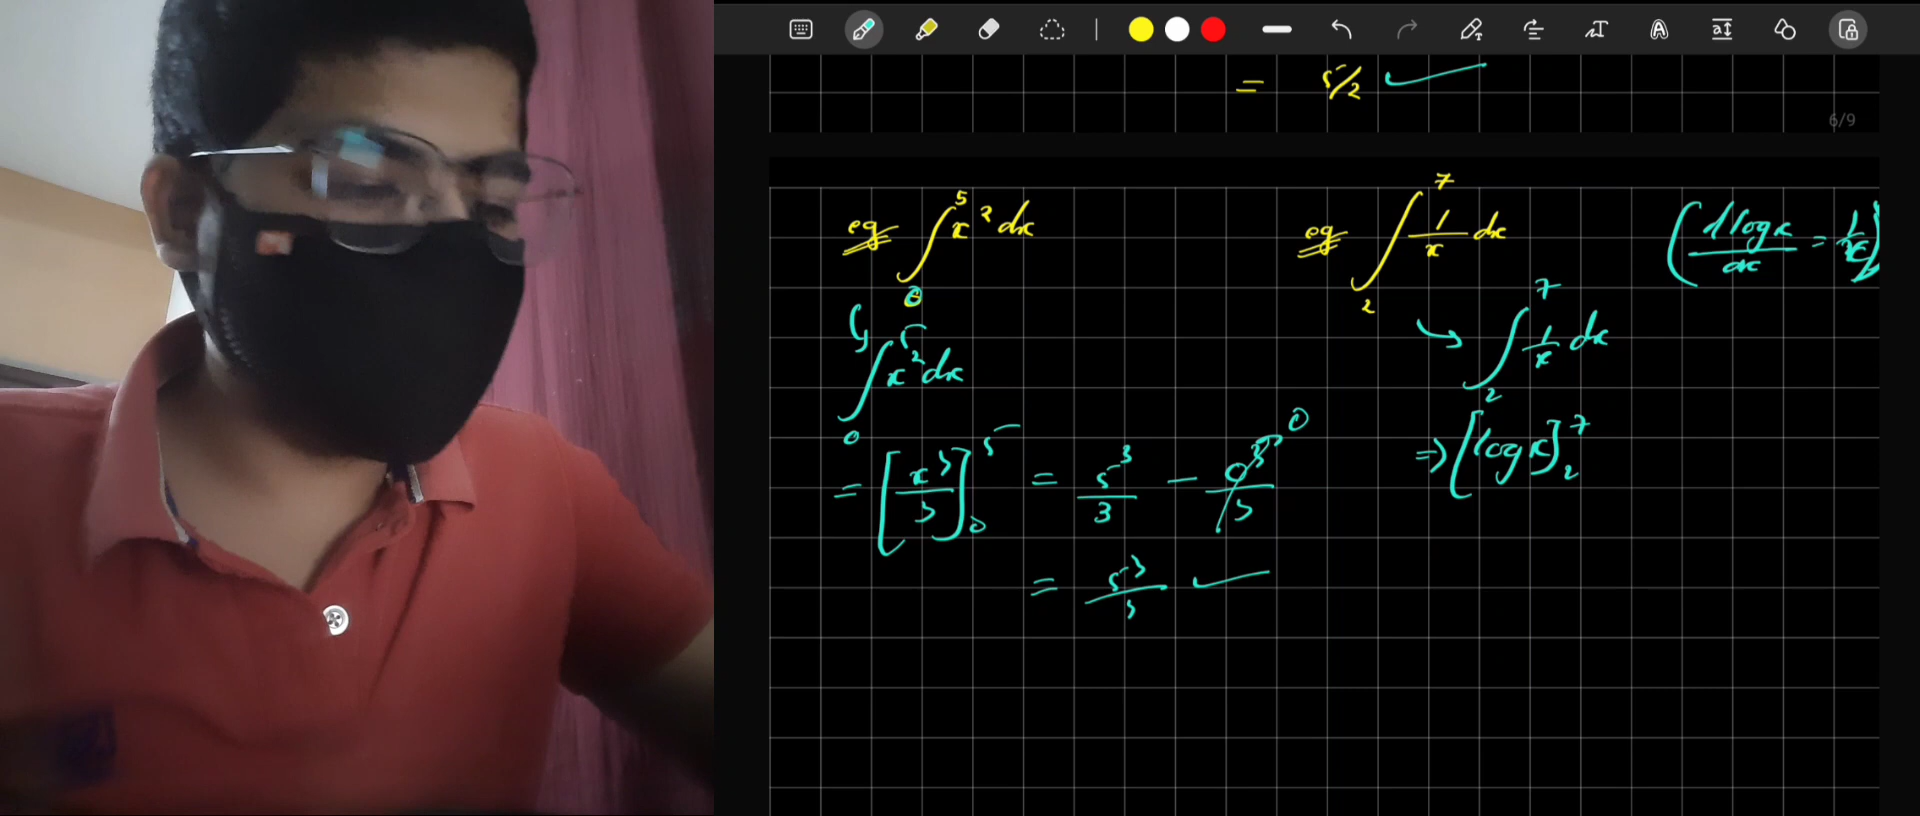 = 5/2
6/9
eg ∫₀⁵ x² dx
↳ ∫₀⁵ x² dx
= [x³/3]₀⁵ = 5³/3 − 0³/3 0
= 5³/3
eg ∫₂⁷ 1/x dx
(d log x/dx = 1/x)
→ ∫₂⁷ 1/x dx
⇒ [log x]₂⁷